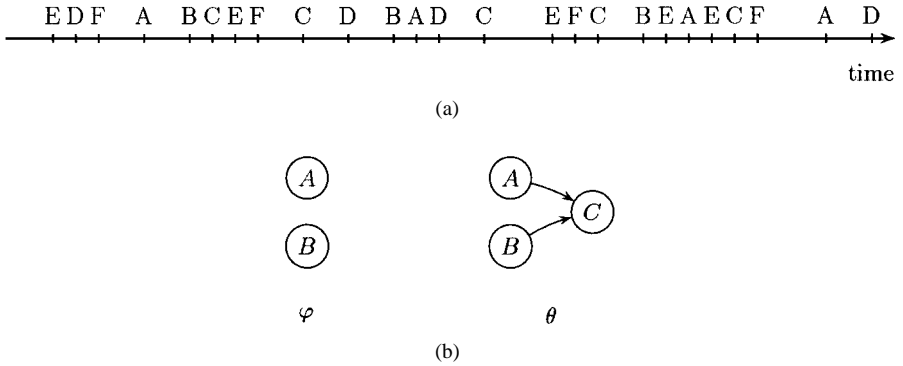 E D F A B C E F C D B A D C E F C B E A E C F A D
time
(a)
A A
C
B B
φ θ
(b)